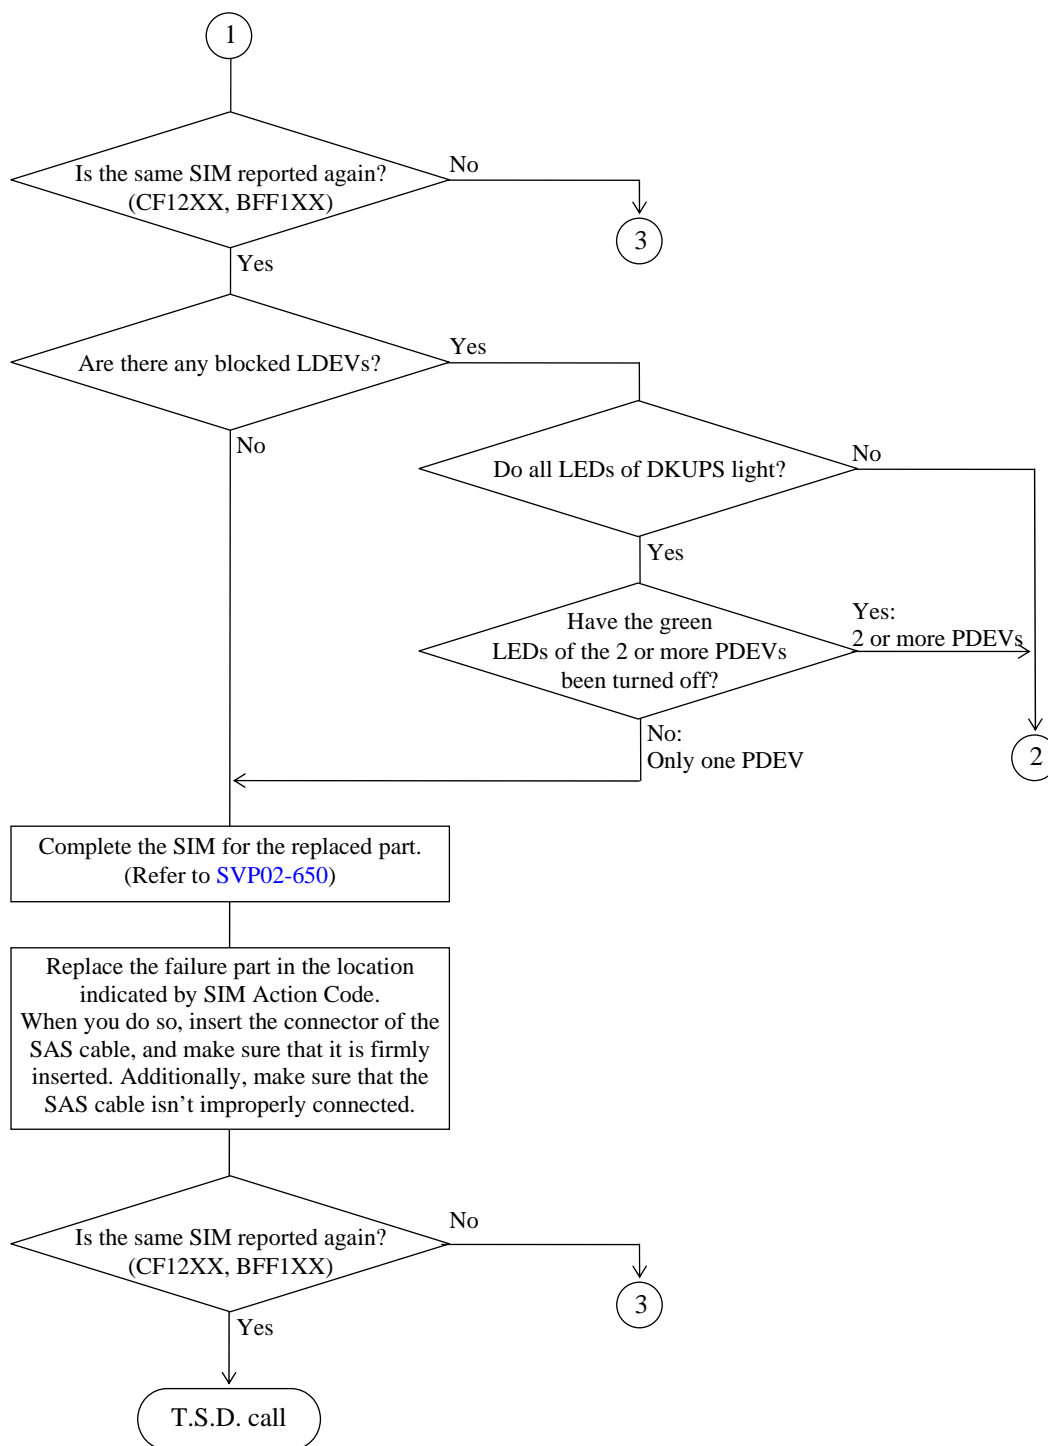 1
Is the same SIM reported again?
(CF12XX, BFF1XX)
No
3
Yes
Are there any blocked LDEVs?
Yes
No
Do all LEDs of DKUPS light?
No
Yes
Have the green
LEDs of the 2 or more PDEVs
been turned off?
Yes:
2 or more PDEVs
No:
Only one PDEV
2
Complete the SIM for the replaced part.
(Refer to SVP02-650)
Replace the failure part in the location
indicated by SIM Action Code.
When you do so, insert the connector of the
SAS cable, and make sure that it is firmly
inserted. Additionally, make sure that the
SAS cable isn’t improperly connected.
Is the same SIM reported again?
(CF12XX, BFF1XX)
No
3
Yes
T.S.D. call